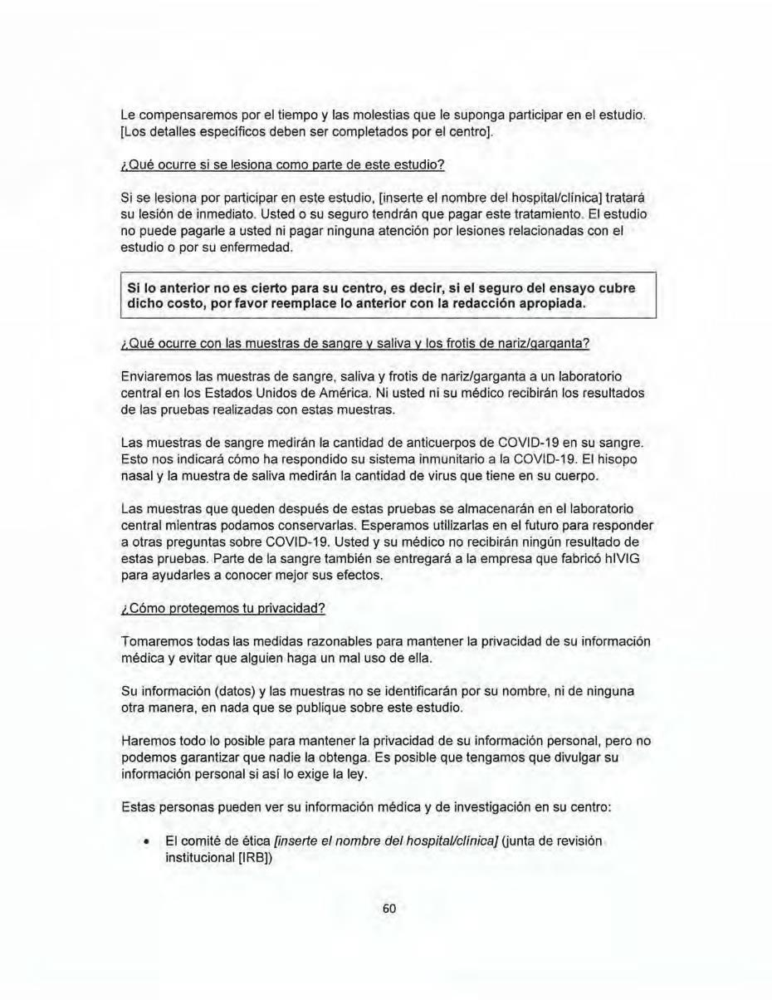 Le compensaremos por el tiempo y las molestias que le suponga participar en el estudio.
[Los detalles específicos deben ser completados por el centro].
¿Qué ocurre si se lesiona como parte de este estudio?
Si se lesiona por participar en este estudio, [inserte el nombre del hospital/clínica] tratará
su lesión de inmediato. Usted o su seguro tendrán que pagar este tratamiento. El estudio
no puede pagarle a usted ni pagar ninguna atención por lesiones relacionadas con el
estudio o por su enfermedad.
Si lo anterior no es cierto para su centro, es decir, si el seguro del ensayo cubre
dicho costo, por favor reemplace lo anterior con la redacción apropiada.
¿Qué ocurre con las muestras de sangre y saliva y los frotis de nariz/garganta?
Enviaremos las muestras de sangre, saliva y frotis de nariz/garganta a un laboratorio
central en los Estados Unidos de América. Ni usted ni su médico recibirán los resultados
de las pruebas realizadas con estas muestras.
Las muestras de sangre medirán la cantidad de anticuerpos de COVID-19 en su sangre.
Esto nos indicará cómo ha respondido su sistema inmunitario a la COVID-19. El hisopo
nasal y la muestra de saliva medirán la cantidad de virus que tiene en su cuerpo.
Las muestras que queden después de estas pruebas se almacenarán en el laboratorio
central mientras podamos conservarlas. Esperamos utilizarlas en el futuro para responder
a otras preguntas sobre COVID-19. Usted y su médico no recibirán ningún resultado de
estas pruebas. Parte de la sangre también se entregará a la empresa que fabricó hIVIG
para ayudarles a conocer mejor sus efectos.
¿Cómo protegemos tu privacidad?
Tomaremos todas las medidas razonables para mantener la privacidad de su información
médica y evitar que alguien haga un mal uso de ella.
Su información (datos) y las muestras no se identificarán por su nombre, ni de ninguna
otra manera, en nada que se publique sobre este estudio.
Haremos todo lo posible para mantener la privacidad de su información personal, pero no
podemos garantizar que nadie la obtenga. Es posible que tengamos que divulgar su
información personal si así lo exige la ley.
Estas personas pueden ver su información médica y de investigación en su centro:
• El comité de ética [inserte el nombre del hospital/clínica] (junta de revisión
institucional [IRB])
60